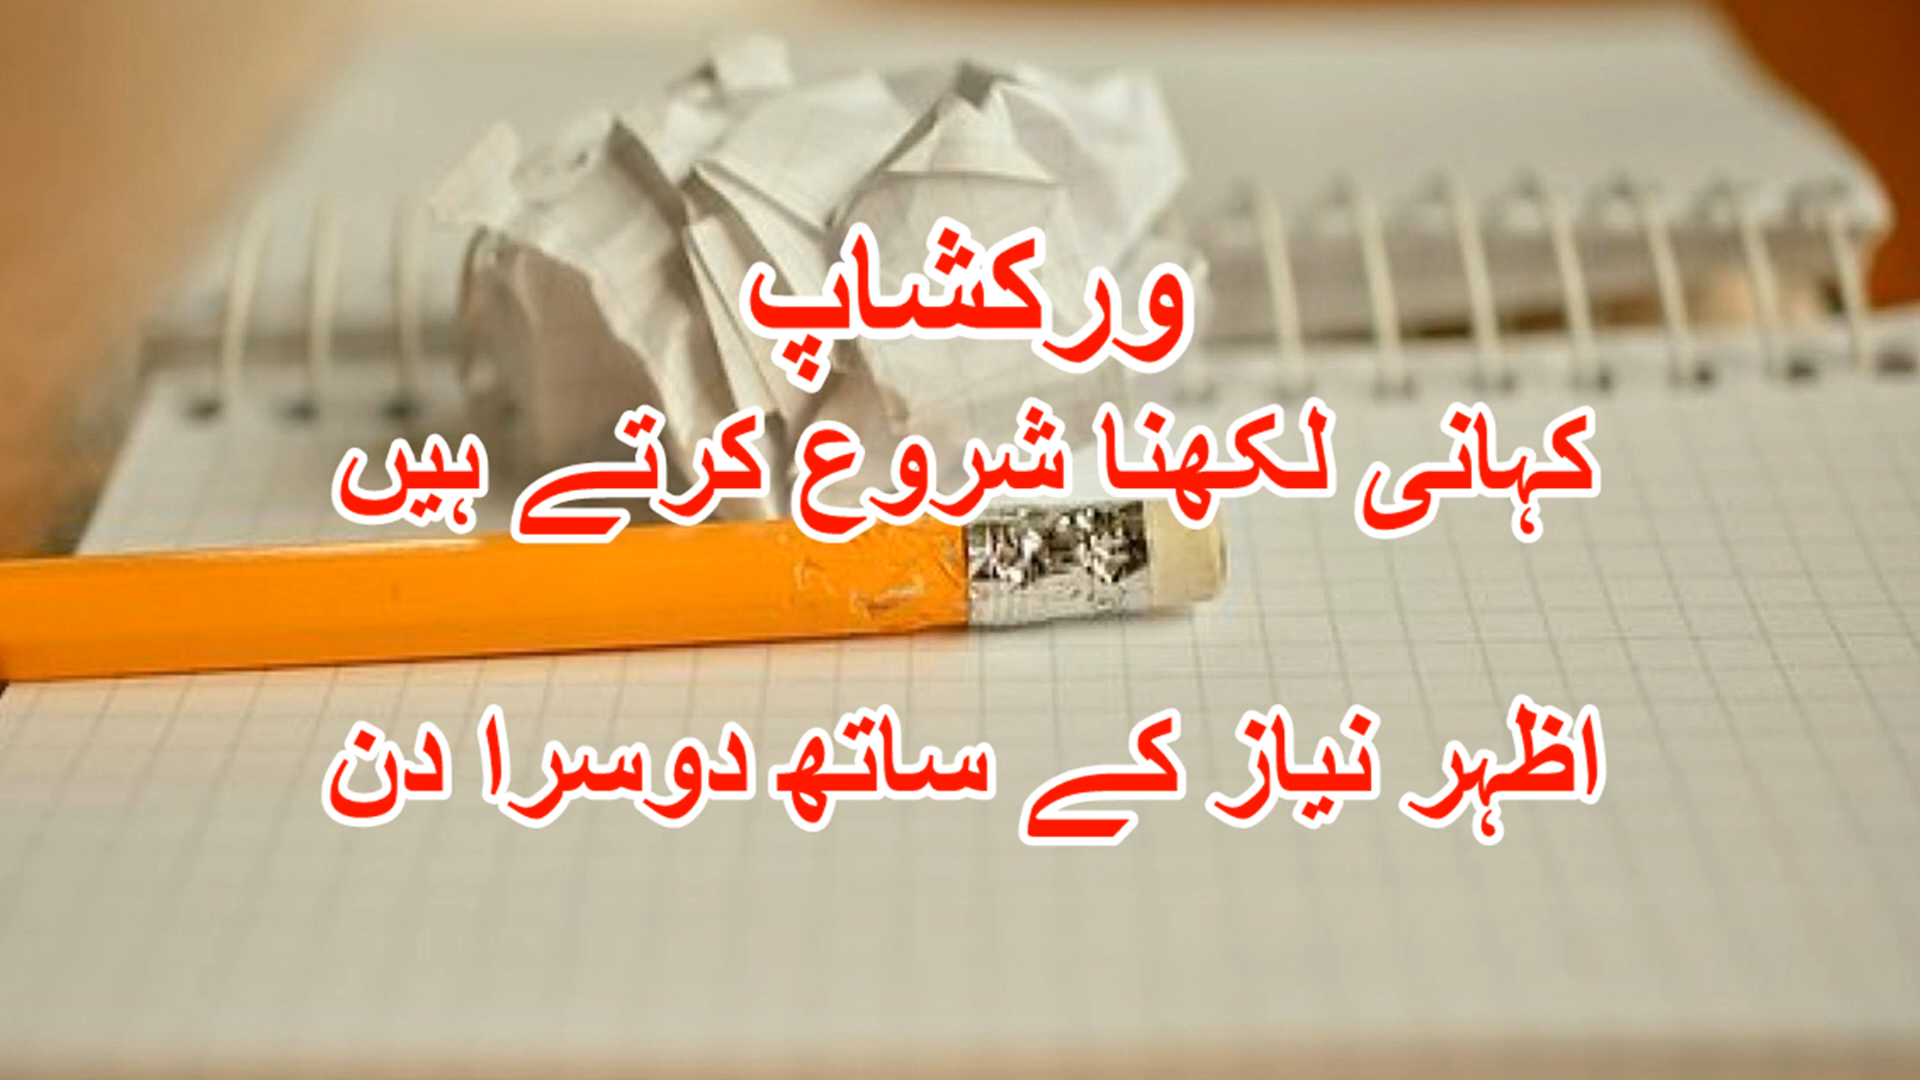 ورکشاپ
کہانی لکھنا شروع کرتے ہیں
اظہر نیاز کے ساتھ دوسرا دن